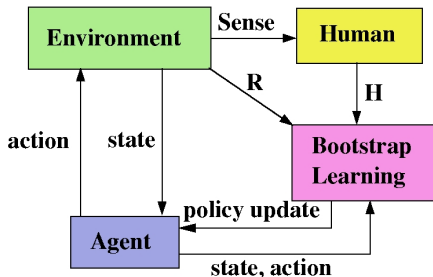 Environment
Sense
Human
R
H
action
state
Bootstrap
Learning
policy update
Agent
state, action